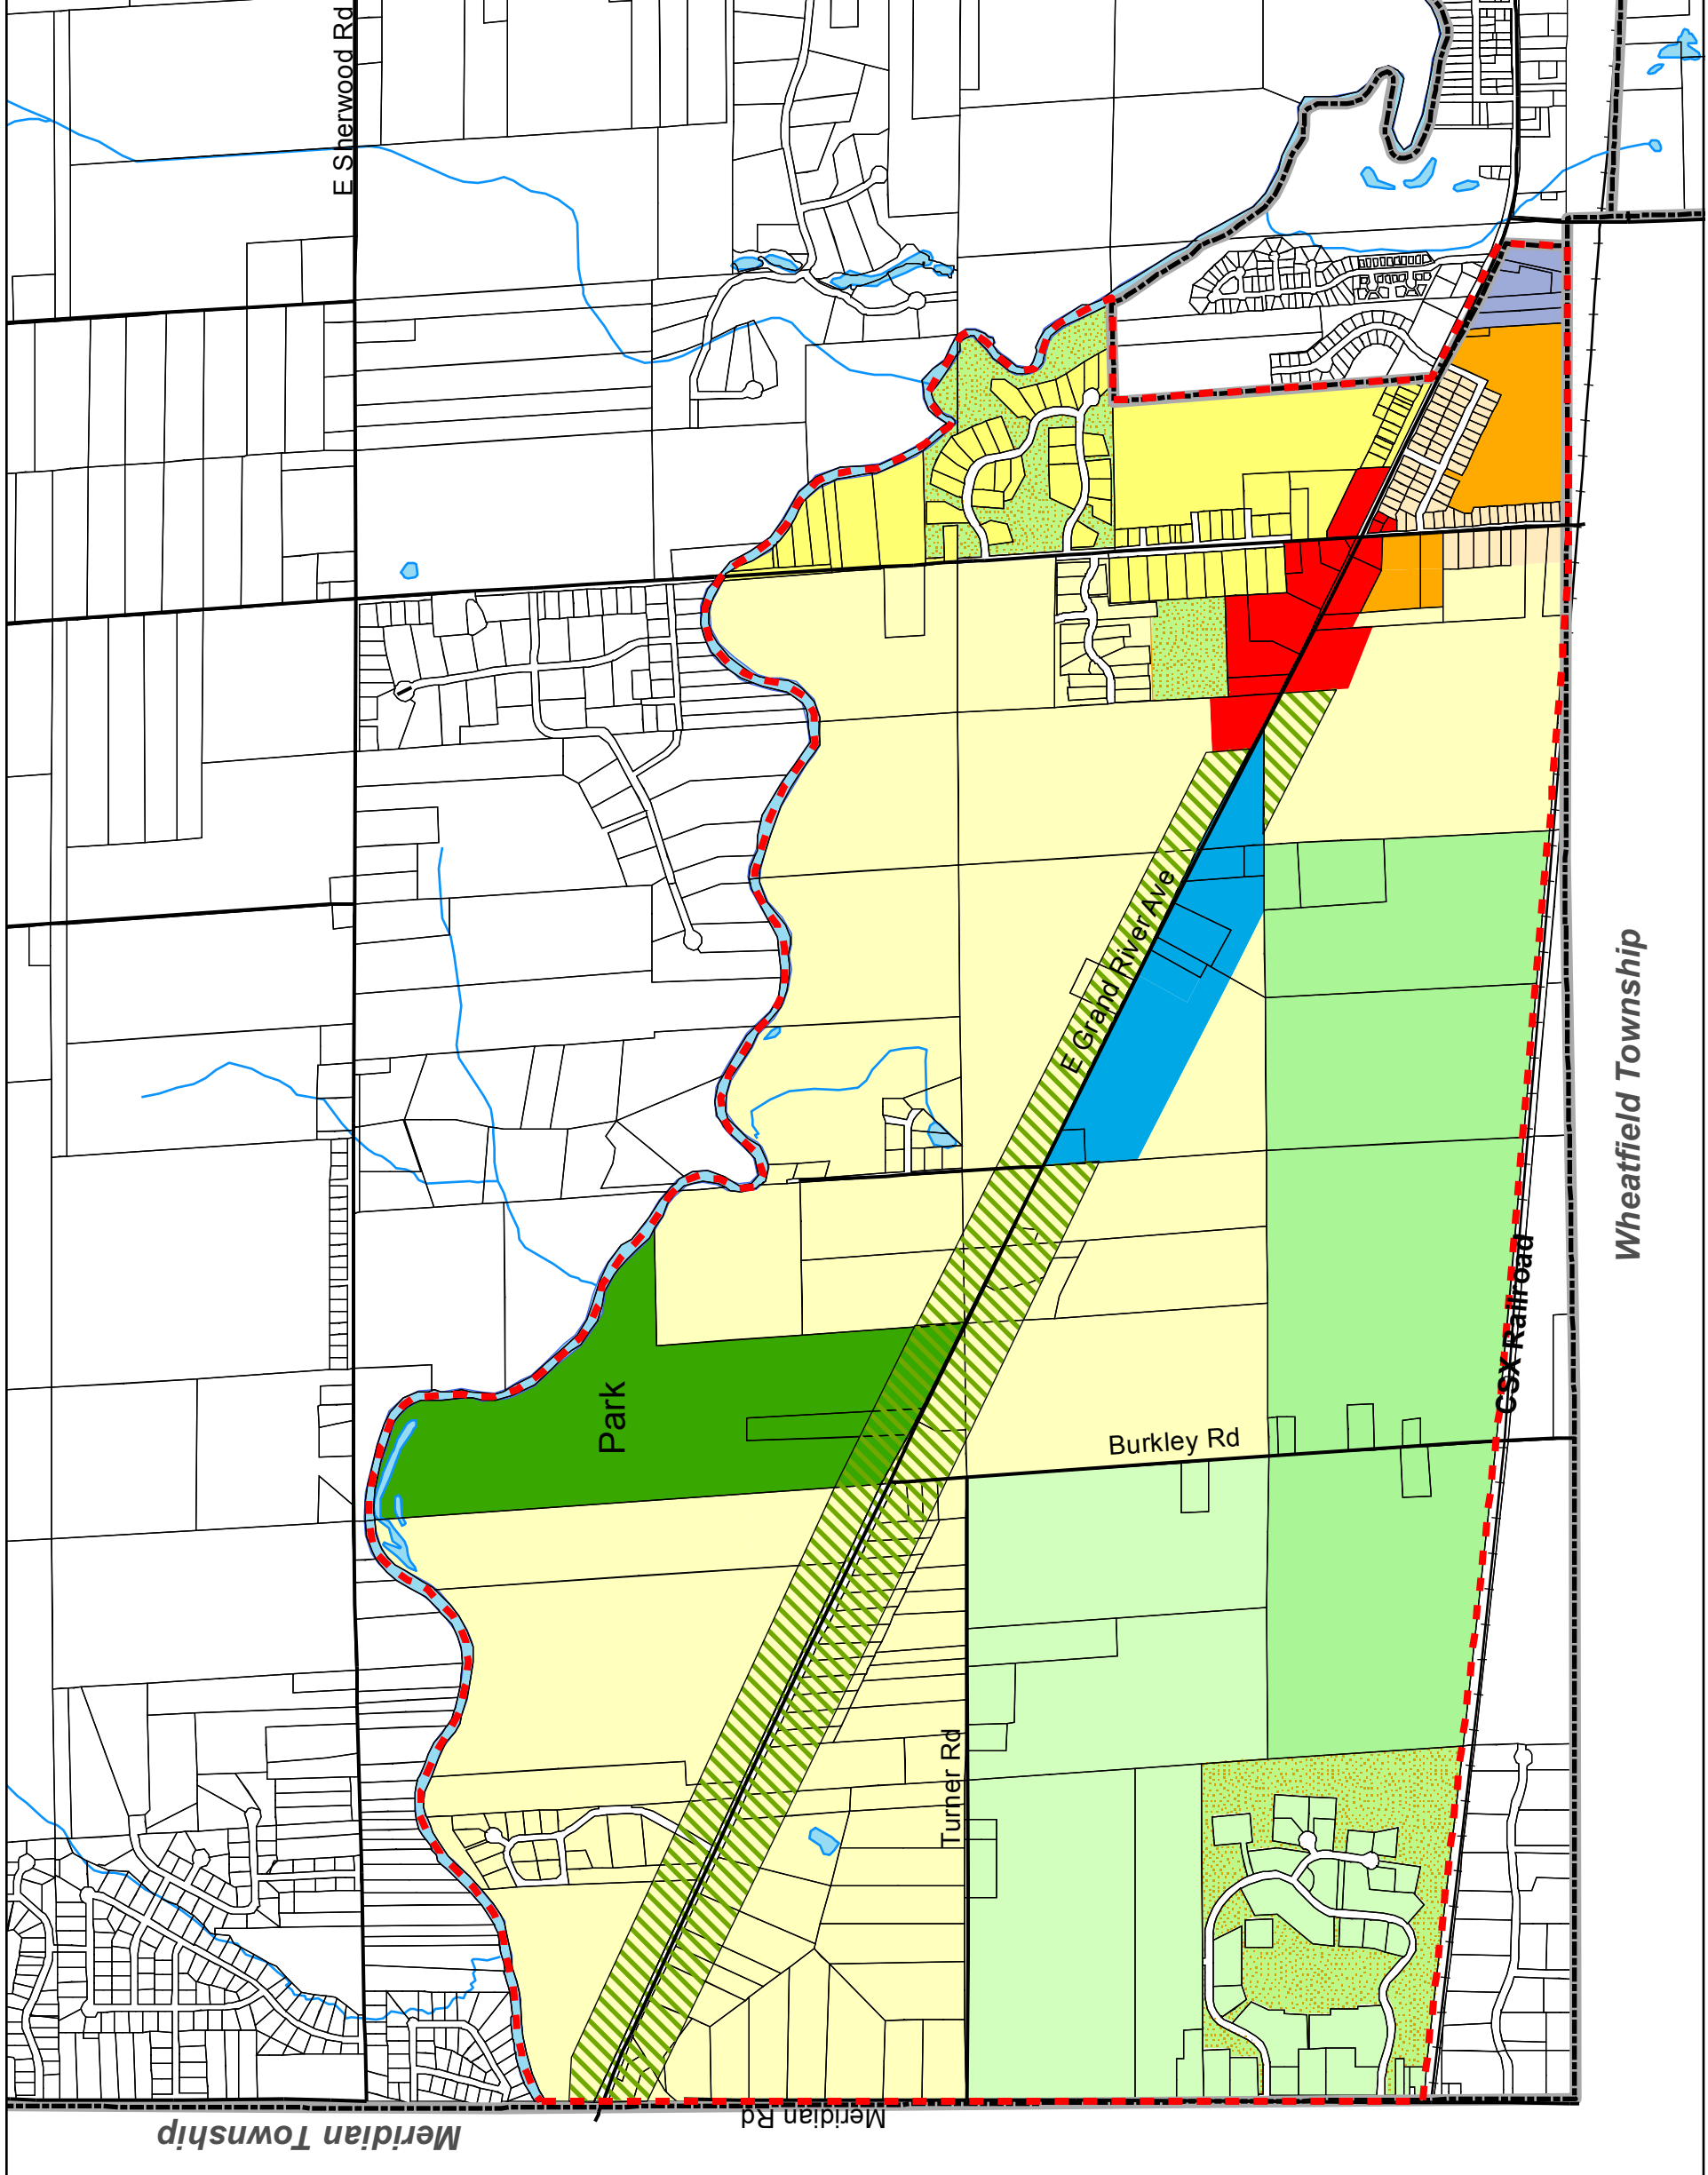 E Sherwood Rd
E Grand River Ave
Wheatfield Township
CSX Railroad
Park
Burkley Rd
Turner Rd
Meridian Rd
Meridian Township